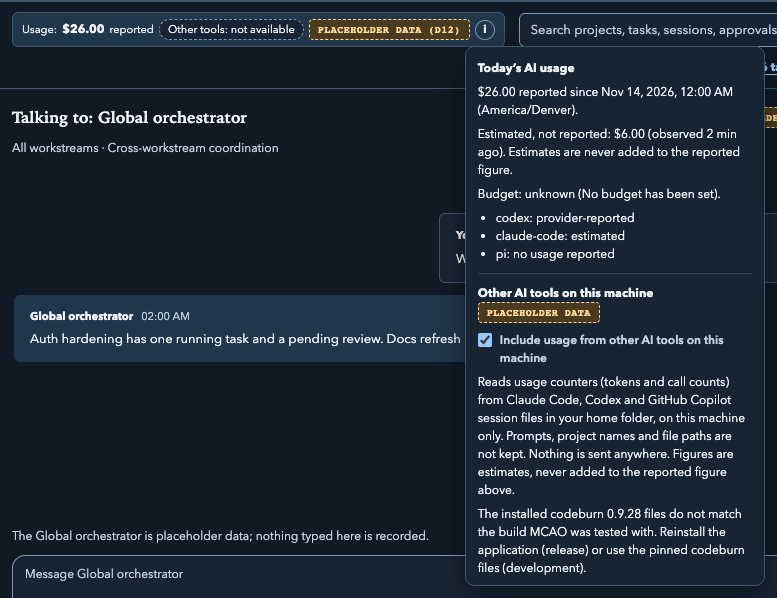 Usage: $26.00 reported Other tools: not available PLACEHOLDER DATA (D12) i
Search projects, tasks, sessions, approvals
Talking to: Global orchestrator
All workstreams · Cross-workstream coordination
Global orchestrator 02:00 AM
Auth hardening has one running task and a pending review. Docs refresh
The Global orchestrator is placeholder data; nothing typed here is recorded.
Message Global orchestrator
Today's AI usage
$26.00 reported since Nov 14, 2026, 12:00 AM
(America/Denver).
Estimated, not reported: $6.00 (observed 2 min
ago). Estimates are never added to the reported
figure.
Budget: unknown (No budget has been set).
• codex: provider-reported
• claude-code: estimated
• pi: no usage reported
Other AI tools on this machine
PLACEHOLDER DATA
Include usage from other AI tools on this
machine
Reads usage counters (tokens and call counts)
from Claude Code, Codex and GitHub Copilot
session files in your home folder, on this machine
only. Prompts, project names and file paths are
not kept. Nothing is sent anywhere. Figures are
estimates, never added to the reported figure
above.
The installed codeburn 0.9.28 files do not match
the build MCAO was tested with. Reinstall the
application (release) or use the pinned codeburn
files (development).